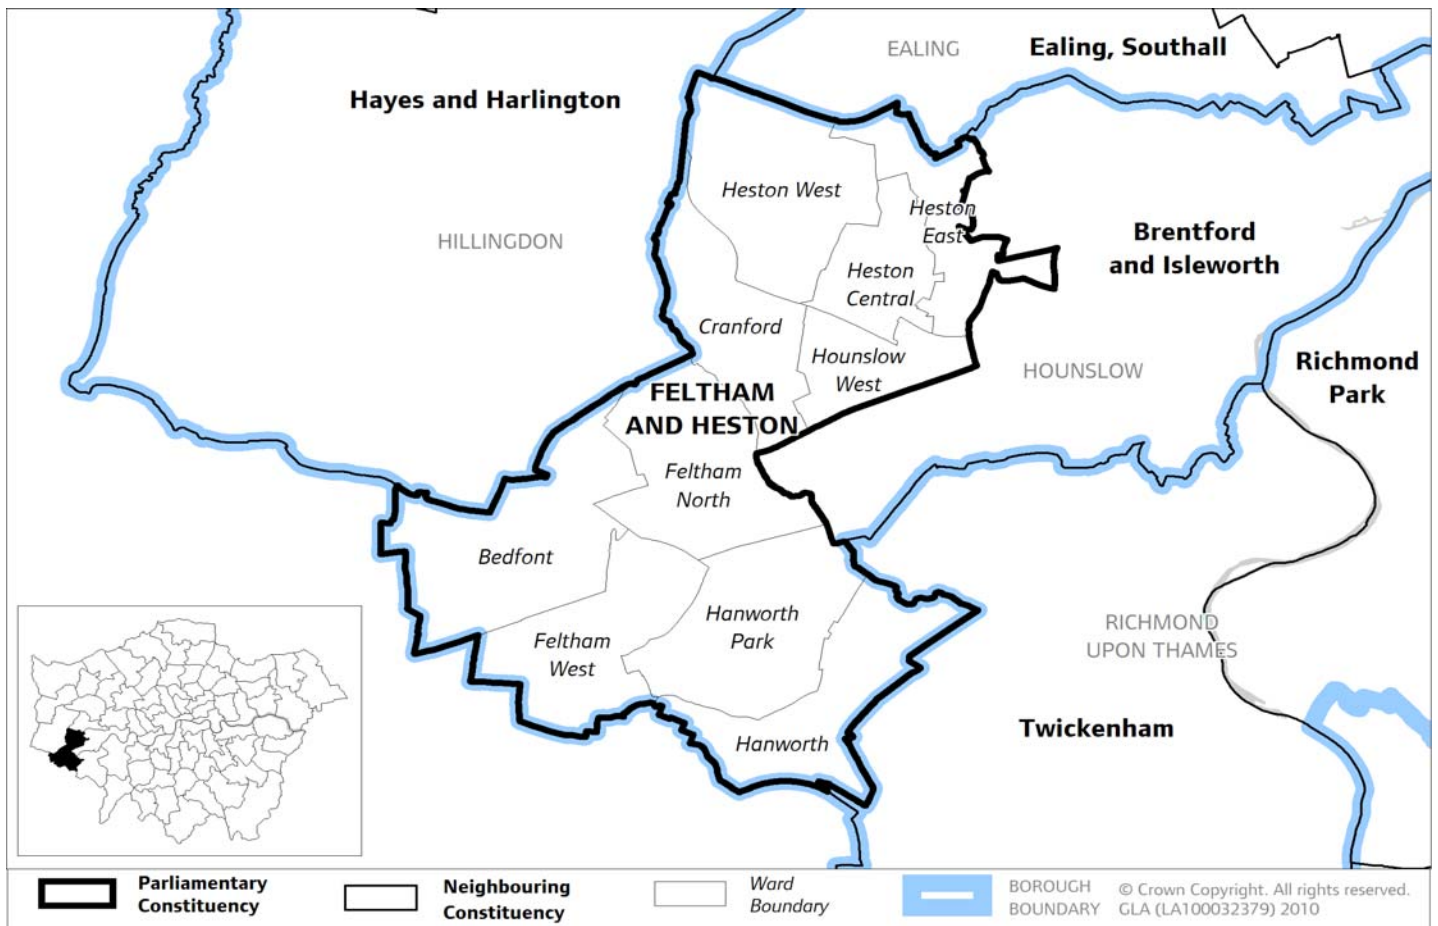 EALING
Ealing, Southall
Hayes and Harlington
Heston West
Heston
East
HILLINGDON
Brentford
and Isleworth
Heston
Central
Cranford
Hounslow
West
HOUNSLOW
Richmond
Park
FELTHAM
AND HESTON
Feltham
North
Bedfont
Hanworth
Park
Feltham
West
RICHMOND
UPON THAMES
Twickenham
Hanworth
Parliamentary
Constituency
Neighbouring
Constituency
Ward
Boundary
BOROUGH
BOUNDARY
© Crown Copyright. All rights reserved.
GLA (LA100032379) 2010